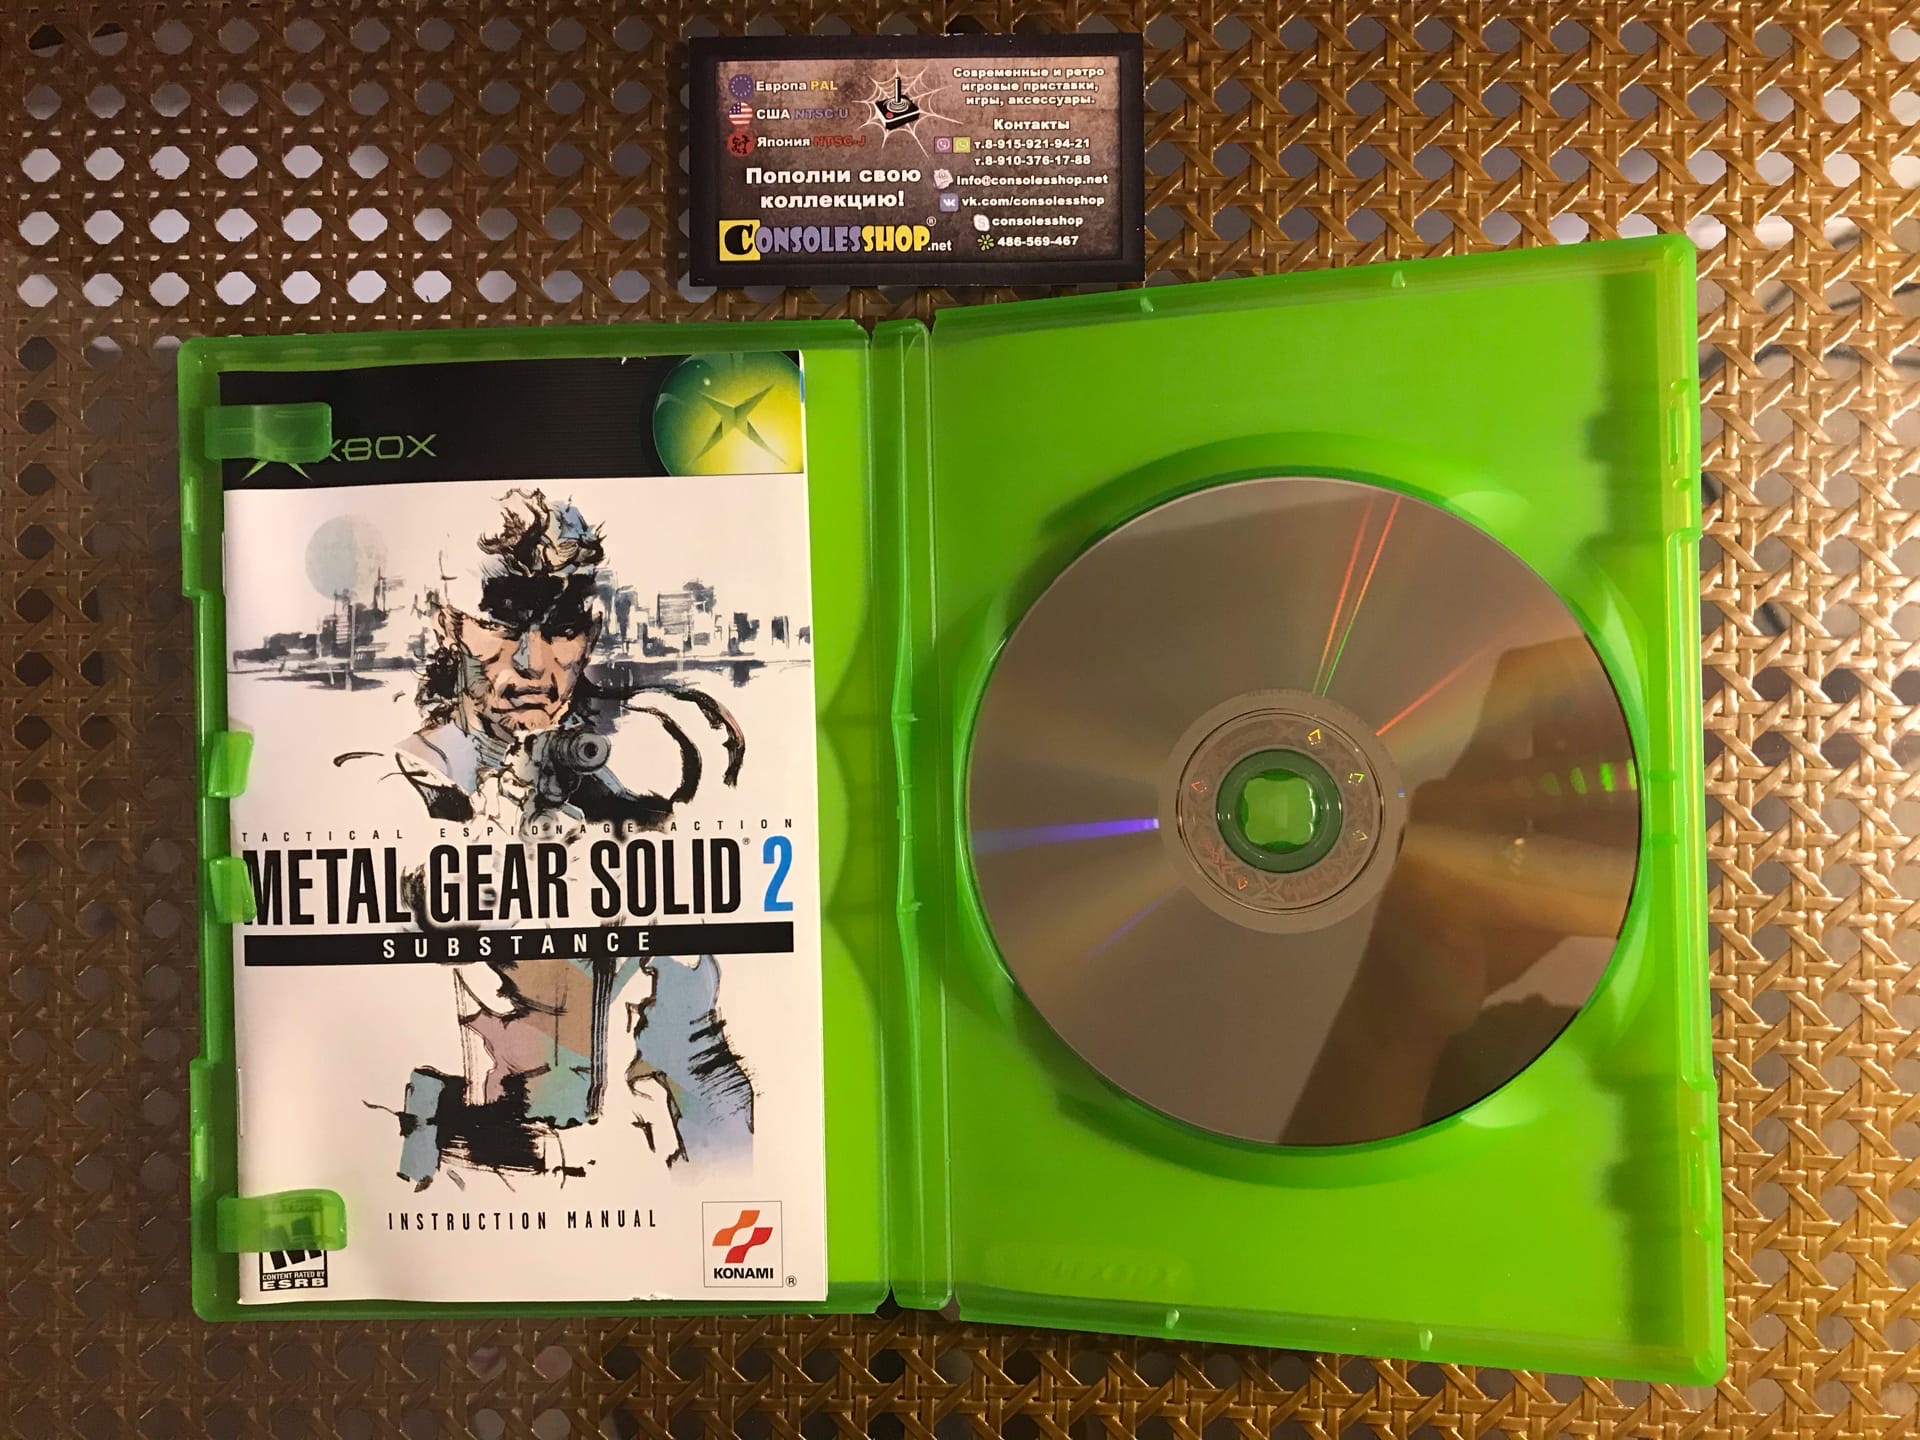 Европа PAL
США NTSC-U
Япония NTSC-J
Пополни свою
коллекцию!
CONSOLESSHOP.net
®
Современные и ретро
игровые приставки,
игры, аксессуары.
Контакты
т.8-915-921-94-21
т.8-910-376-17-88
info@consolesshop.net
vk.com/consolesshop
consolesshop
486-569-467
XBOX
TACTICAL ESPIONAGE ACTION
METAL GEAR SOLID® 2
SUBSTANCE
INSTRUCTION MANUAL
M
CONTENT RATED BY
ESRB
KONAMI
®